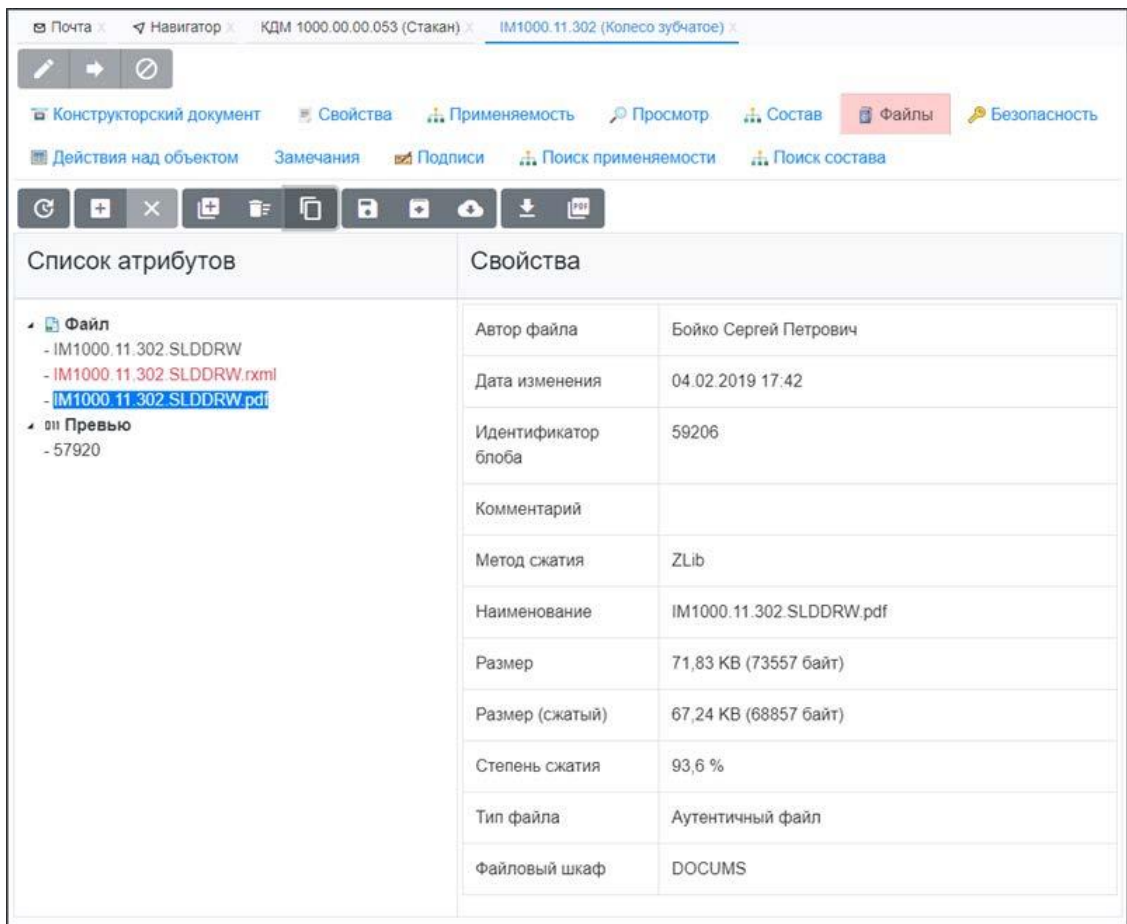 Почта x Навигатор x КДМ 1000.00.00.053 (Стакан) x IM1000.11.302 (Колесо зубчатое) x
Конструкторский документ Свойства Применяемость Просмотр Состав Файлы Безопасность
Действия над объектом Замечания Подписи Поиск применяемости Поиск состава
PDF
Список атрибутов Свойства
Файл
- IM1000.11.302.SLDDRW
- IM1000.11.302.SLDDRW.rxml
- IM1000.11.302.SLDDRW.pdf
011 Превью
- 57920
Автор файла Бойко Сергей Петрович
Дата изменения 04.02.2019 17:42
Идентификатор блоба 59206
Комментарий
Метод сжатия ZLib
Наименование IM1000.11.302.SLDDRW.pdf
Размер 71,83 KB (73557 байт)
Размер (сжатый) 67,24 KB (68857 байт)
Степень сжатия 93,6 %
Тип файла Аутентичный файл
Файловый шкаф DOCUMS